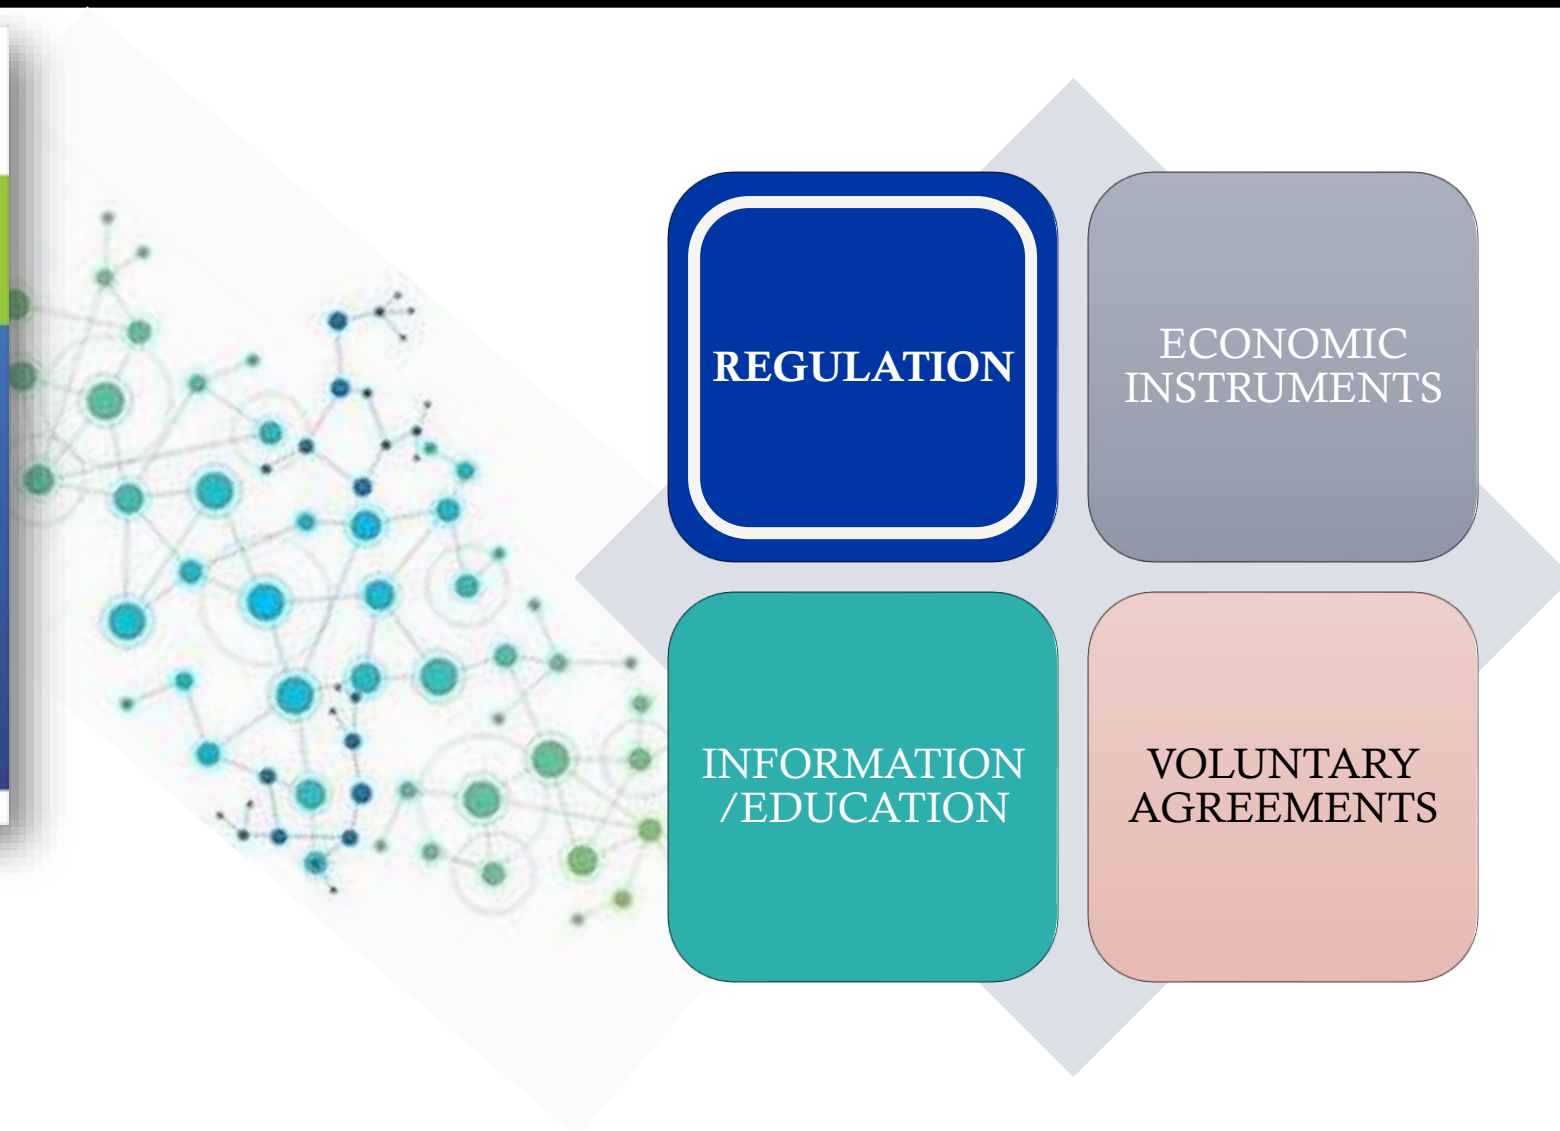 REGULATION
ECONOMIC
INSTRUMENTS
INFORMATION
/EDUCATION
VOLUNTARY
AGREEMENTS